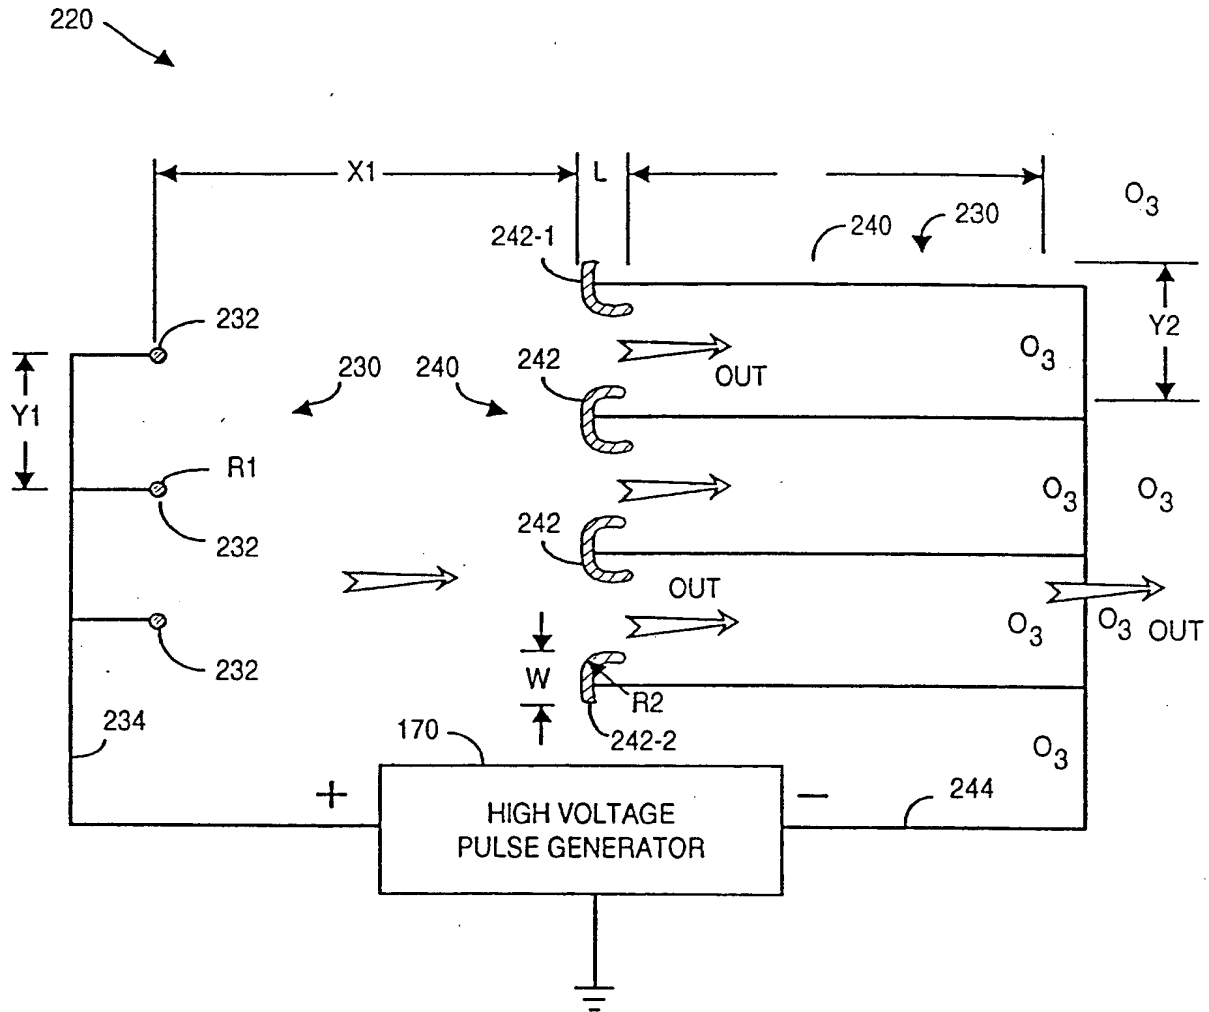 220
X1
L
O3
242-1
240
230
232
Y2
O3
230
240
242
OUT
Y1
R1
232
242
O3
O3
OUT
O3
O3
OUT
232
W
R2
234
170
242-2
O3
+
HIGH VOLTAGE
PULSE GENERATOR
−
244